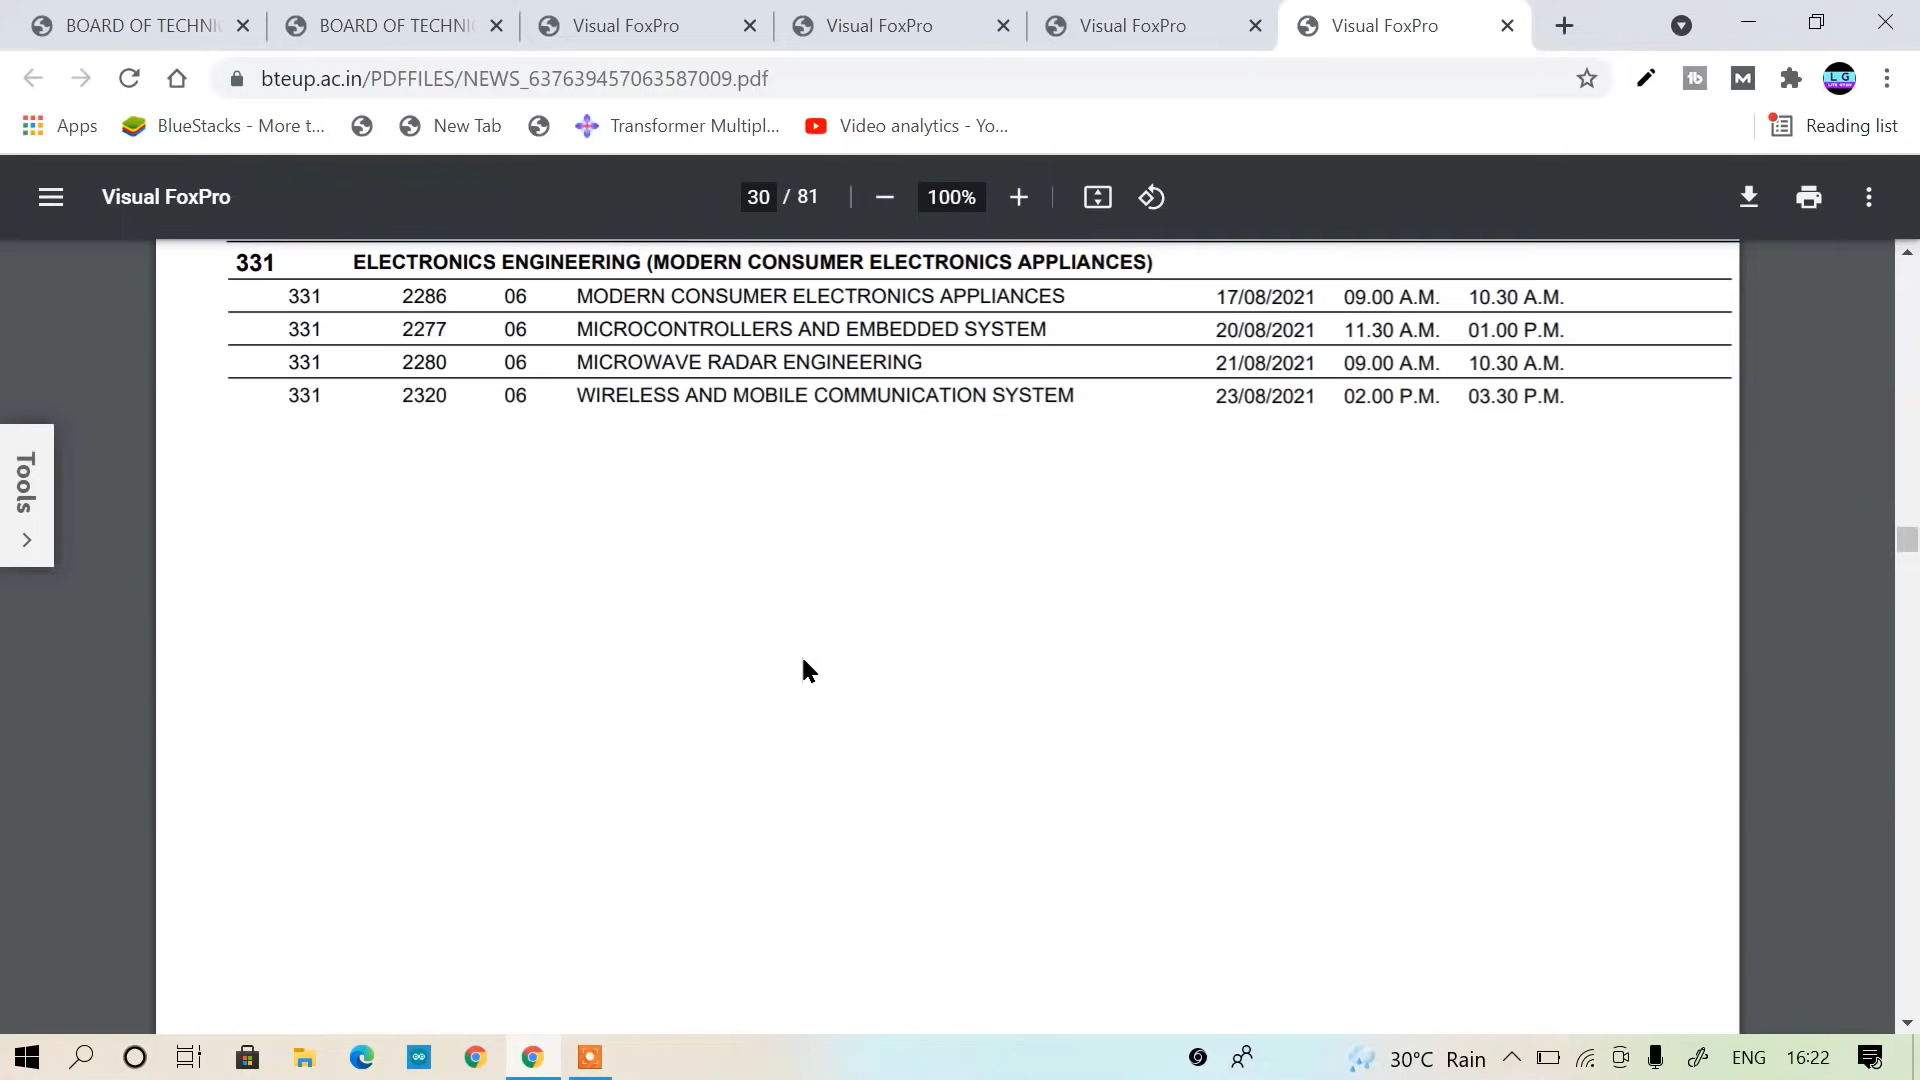 BOARD OF TECHNI
BOARD OF TECHNI
Visual FoxPro
Visual FoxPro
Visual FoxPro
Visual FoxPro
bteup.ac.in/PDFFILES/NEWS_637639457063587009.pdf
tb
M
L G
Apps
BlueStacks - More t...
New Tab
Transformer Multipl...
Video analytics - Yo...
Reading list
Visual FoxPro
30 / 81
100%
331 ELECTRONICS ENGINEERING (MODERN CONSUMER ELECTRONICS APPLIANCES)
331 2286 06 MODERN CONSUMER ELECTRONICS APPLIANCES 17/08/2021 09.00 A.M. 10.30 A.M.
331 2277 06 MICROCONTROLLERS AND EMBEDDED SYSTEM 20/08/2021 11.30 A.M. 01.00 P.M.
331 2280 06 MICROWAVE RADAR ENGINEERING 21/08/2021 09.00 A.M. 10.30 A.M.
331 2320 06 WIRELESS AND MOBILE COMMUNICATION SYSTEM 23/08/2021 02.00 P.M. 03.30 P.M.
Tools
30°C Rain
ENG
16:22